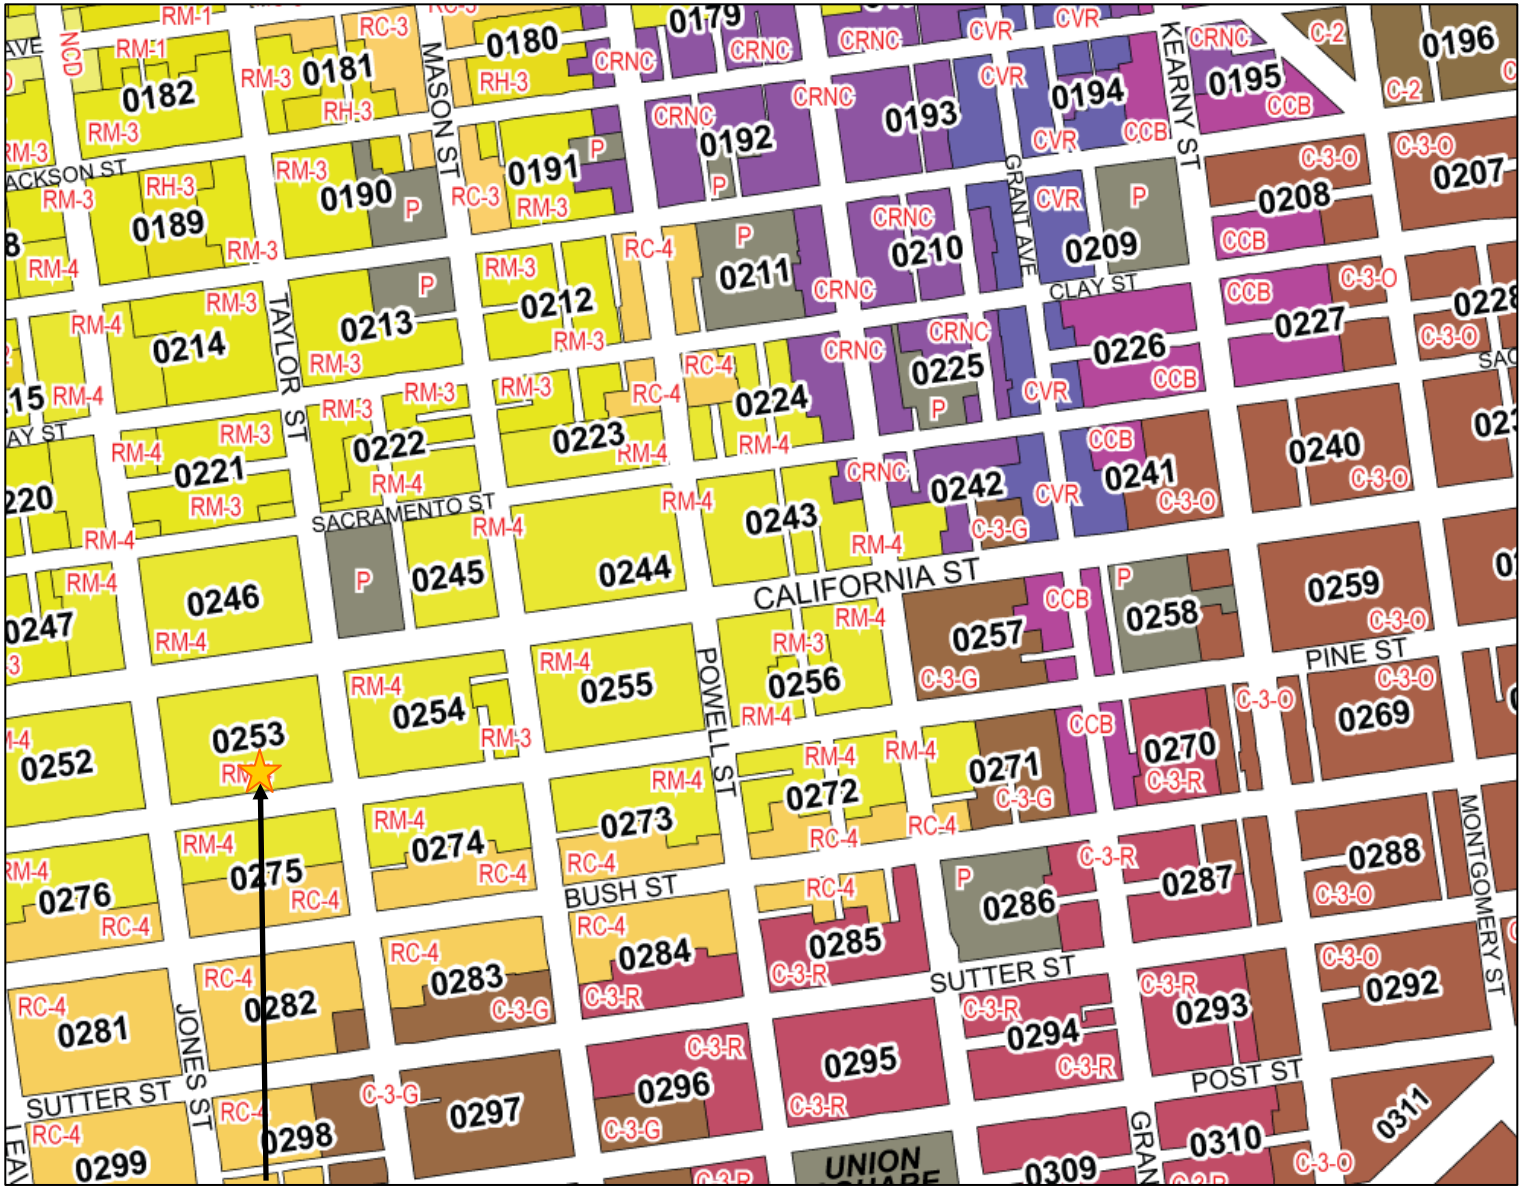 RM-1
RC-3
0180
0179
CRNC
CVR
CVR
KEARNY ST
CRNC
C-2
0196
AVE
NCD
RM-1
0182
RM-3
0181
RH-3
MASON ST
RH-3
CRNC
CRNC
CVR
0195
CCB
C-2
RM-3
RM-3
CRNC
CRNC
0192
0193
0194
CVR
CCB
C-3-O
C-3-O
0207
RM-3
RH-3
0189
RM-3
RM-3
0190
P
RC-3
0191
P
RM-3
P
CRNC
0210
GRANT AVE
CVR
P
0209
0208
CCB
RM-4
RM-3
P
RM-3
RC-4
P
0211
CRNC
CLAY ST
CCB
C-3-O
0228
RM-4
0214
TAYLOR ST
0213
RM-3
0212
RM-3
CRNC
CRNC
0225
P
0226
CCB
0227
C-3-O
15
RM-4
RM-3
RM-3
RM-3
RC-4
RC-4
0224
RM-4
CVR
AY ST
RM-4
RM-3
0221
RM-3
0222
RM-4
0223
RM-4
CRNC
CCB
0241
C-3-O
0240
C-3-O
220
RM-4
SACRAMENTO ST
RM-4
RM-4
0243
RM-4
0242
C-3-G
CVR
RM-4
0247
0246
RM-4
P
0245
0244
CALIFORNIA ST
RM-4
CCB
P
0258
0259
C-3-O
PINE ST
0257
C-3-G
RM-4
0254
RM-3
RM-4
0255
POWELL ST
RM-3
0256
RM-4
C-3-O
C-3-O
0269
0252
0253
RM-4
RM-4
RM-4
0271
C-3-G
CCB
0270
C-3-R
RM-4
RM-4
0275
RC-4
RM-4
0274
RC-4
0273
RC-4
0272
RC-4
RC-4
MONTGOMERY ST
RM-4
0276
RC-4
BUSH ST
RC-4
P
0286
C-3-R
0287
0288
C-3-O
RC-4
0281
RC-4
0282
RC-4
0283
C-3-G
RC-4
0284
C-3-R
0285
C-3-R
SUTTER ST
C-3-R
C-3-R
0293
C-3-O
0292
JONES ST
C-3-R
0296
C-3-G
0295
C-3-R
0294
C-3-R
POST ST
SUTTER ST
RC-4
0299
RC-4
0298
C-3-G
0297
C-3-R
UNION
0309
GRAN
0310
C-3-O
0311